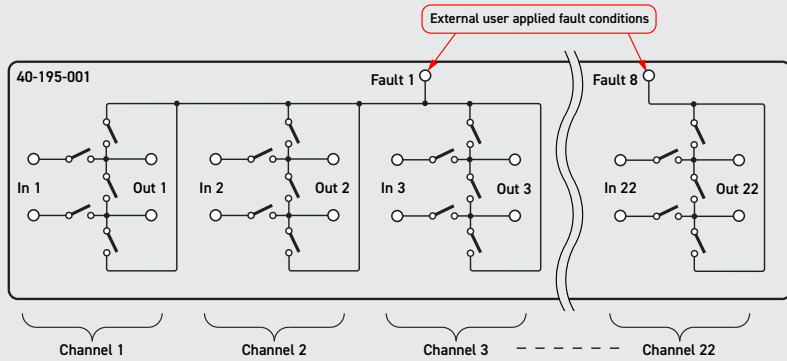 External user applied fault conditions
40-195-001
Fault 1
Fault 8
In 1
Out 1
In 2
Out 2
In 3
Out 3
In 22
Out 22
Channel 1
Channel 2
Channel 3
Channel 22